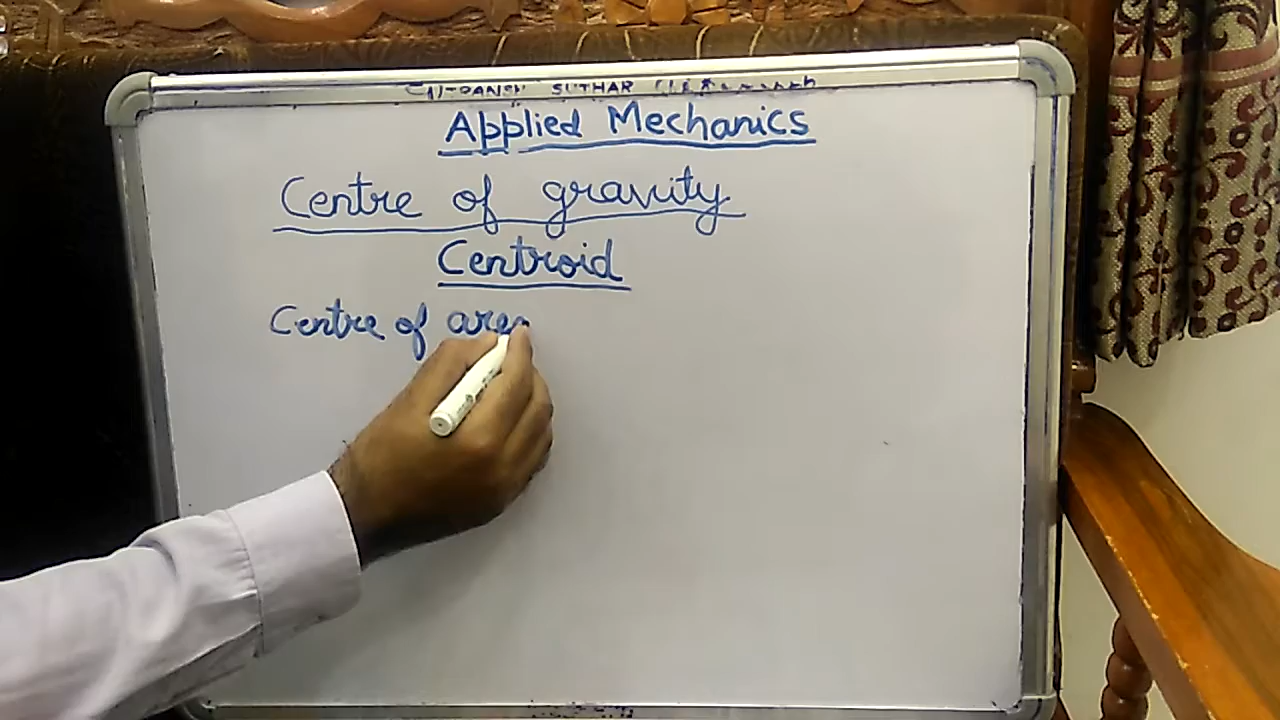 SUTHAR
Applied Mechanics
Centre of gravity
Centroid
Centre of area